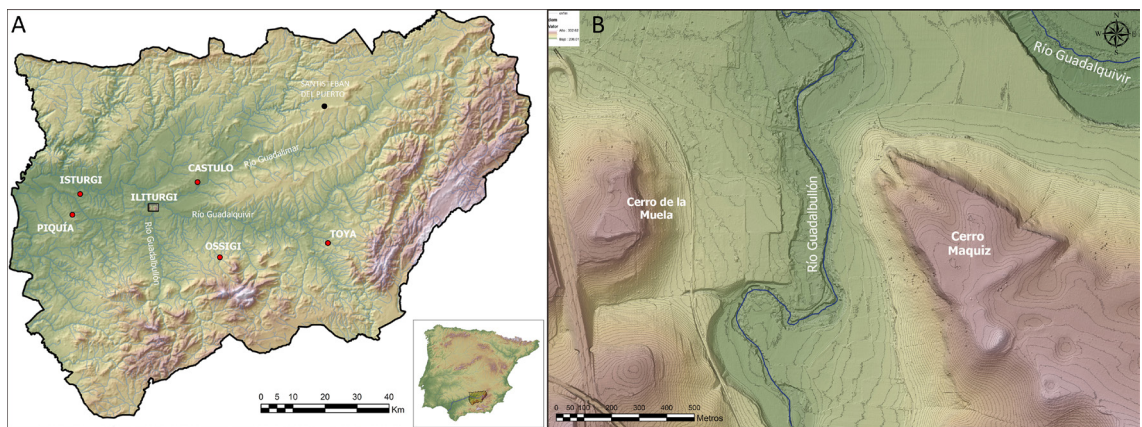 A
SANTISTEBAN
DEL PUERTO
Río Guadalimar
CASTULO
ISTURGI
ILITURGI
Río Guadalquivir
PIQUÍA
Río Guadalbullón
TOYA
OSSIGI
0 5 10 20 30 40
Km
B
Valor
N
S
Río Guadalquivir
Río Guadalbullón
Cerro de la
Muela
Cerro
Maquiz
0 50 100 200 300 400 500
Metros